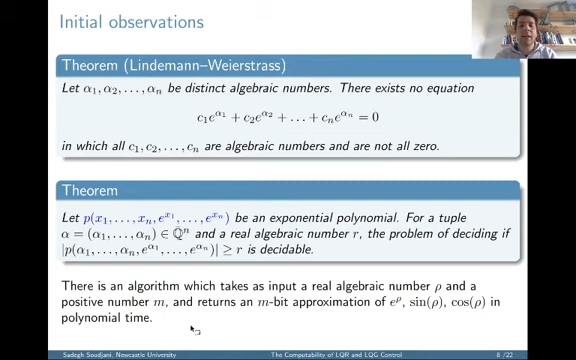 Initial observations
Theorem (Lindemann–Weierstrass)
Let α₁, α₂, . . . , αₙ be distinct algebraic numbers. There exists no equation
c₁e^{α₁} + c₂e^{α₂} + . . . + cₙe^{αₙ} = 0
in which all c₁, c₂, . . . , cₙ are algebraic numbers and are not all zero.
Theorem
Let p(x₁, . . . , xₙ, e^{x₁}, . . . , e^{xₙ}) be an exponential polynomial. For a tuple
α = (α₁, . . . , αₙ) ∈ ℚ̄ⁿ and a real algebraic number r, the problem of deciding if
|p(α₁, . . . , αₙ, e^{α₁}, . . . , e^{αₙ})| ≥ r is decidable.
There is an algorithm which takes as input a real algebraic number ρ and a
positive number m, and returns an m-bit approximation of e^ρ, sin(ρ), cos(ρ) in
polynomial time.
Sadegh Soudjani, Newcastle University
The Computability of LQR and LQG Control
8 /22